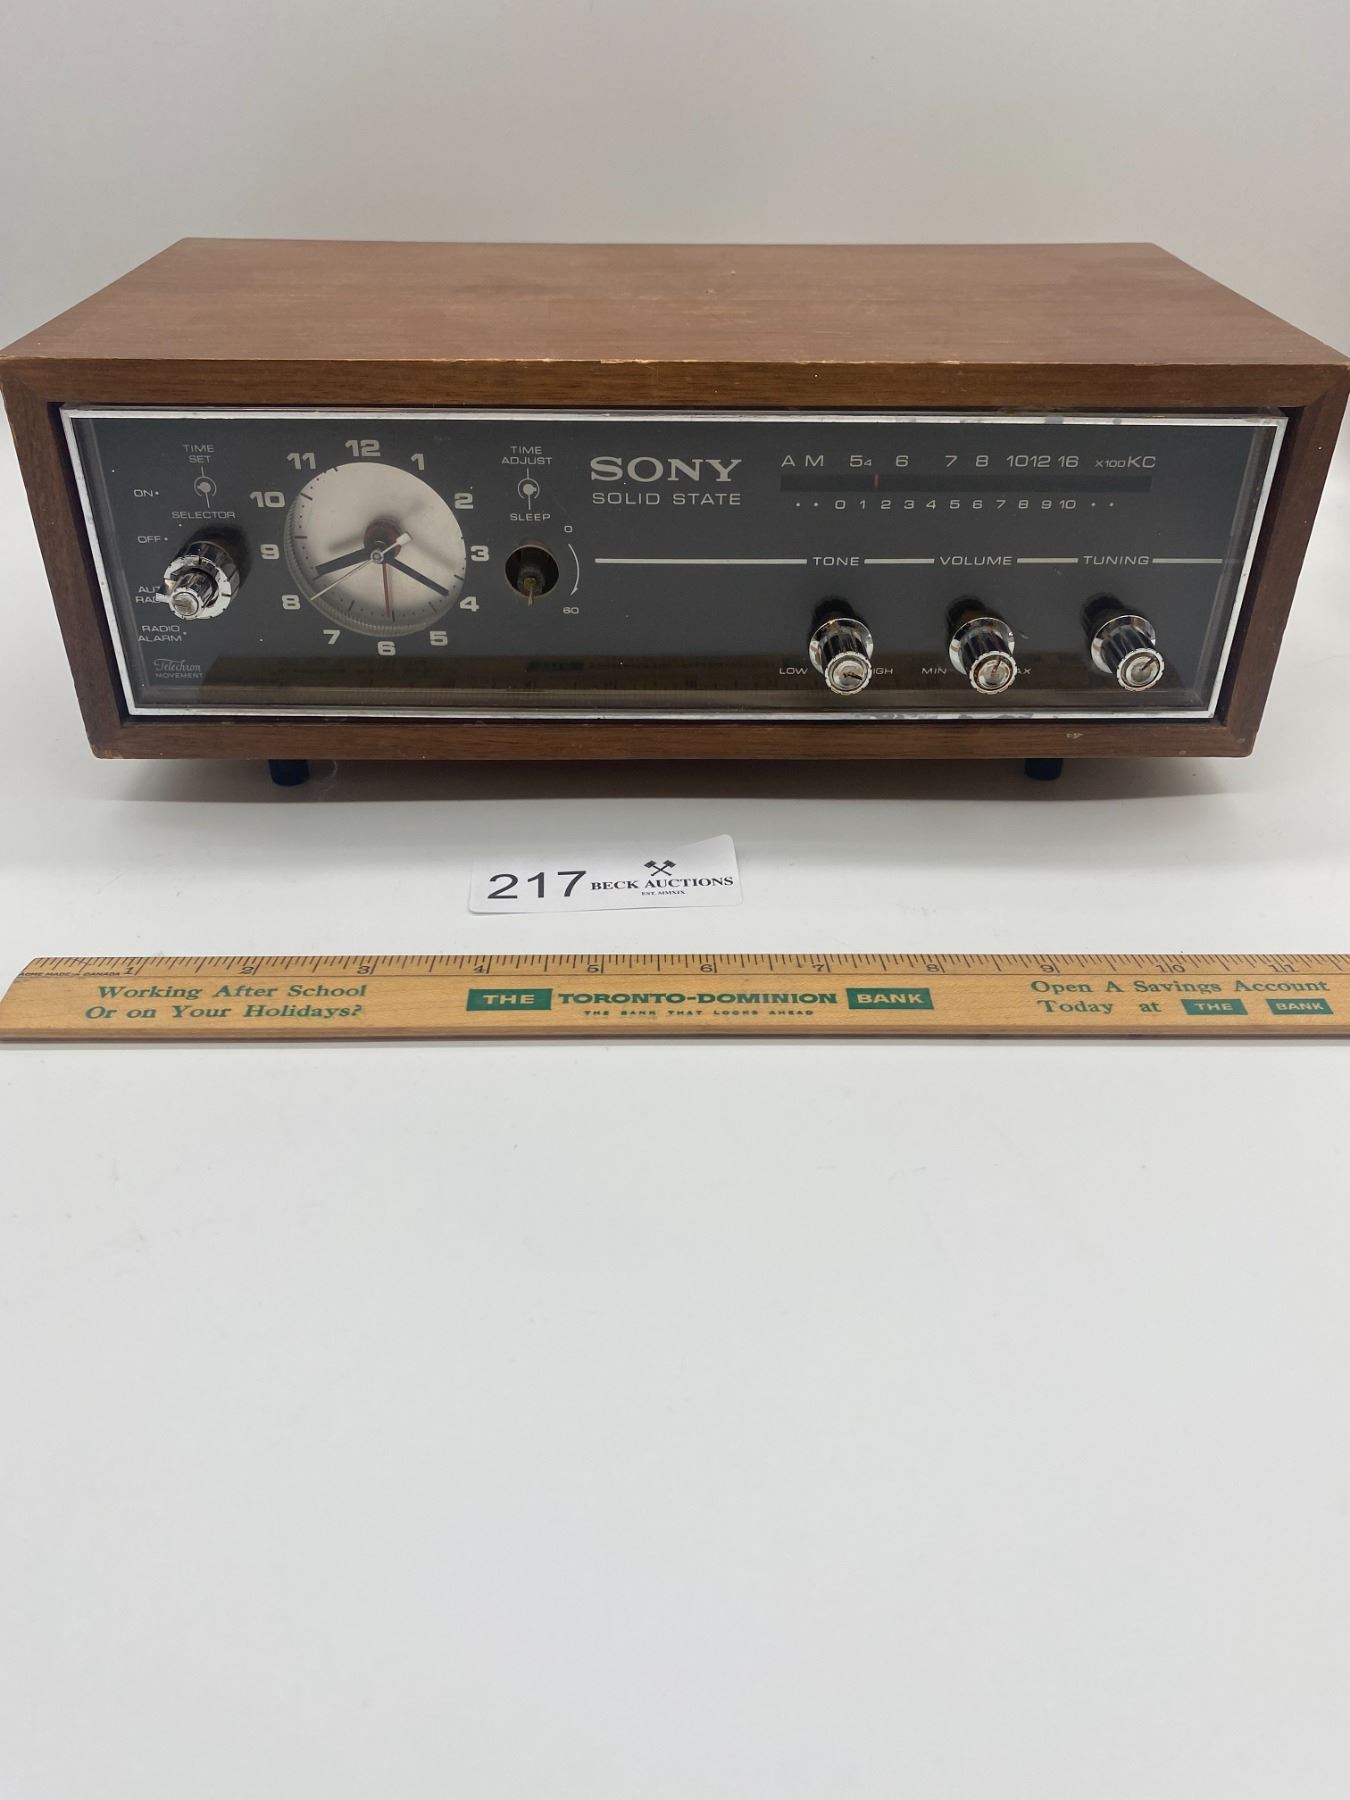 TIME
SET
ON
SELECTOR
OFF
RADIO
ALARM
Telechron
MOVEMENT
12
1
2
3
4
5
6
7
8
9
10
11
TIME
ADJUST
SLEEP
0
60
SONY
SOLID STATE
AM 54 6 7 8 10 12 16 X100KC
0 1 2 3 4 5 6 7 8 9 10
TONE VOLUME TUNING
LOW MIN
217 BECK AUCTIONS
EST. MMXIX
ACME MADE IN CANADA 1 2 3 4 5 6 7 8 9 10 11
Working After School
Or on Your Holidays?
THE TORONTO-DOMINION BANK
THE BANK THAT LOOKS AHEAD
Open A Savings Account
Today at THE BANK